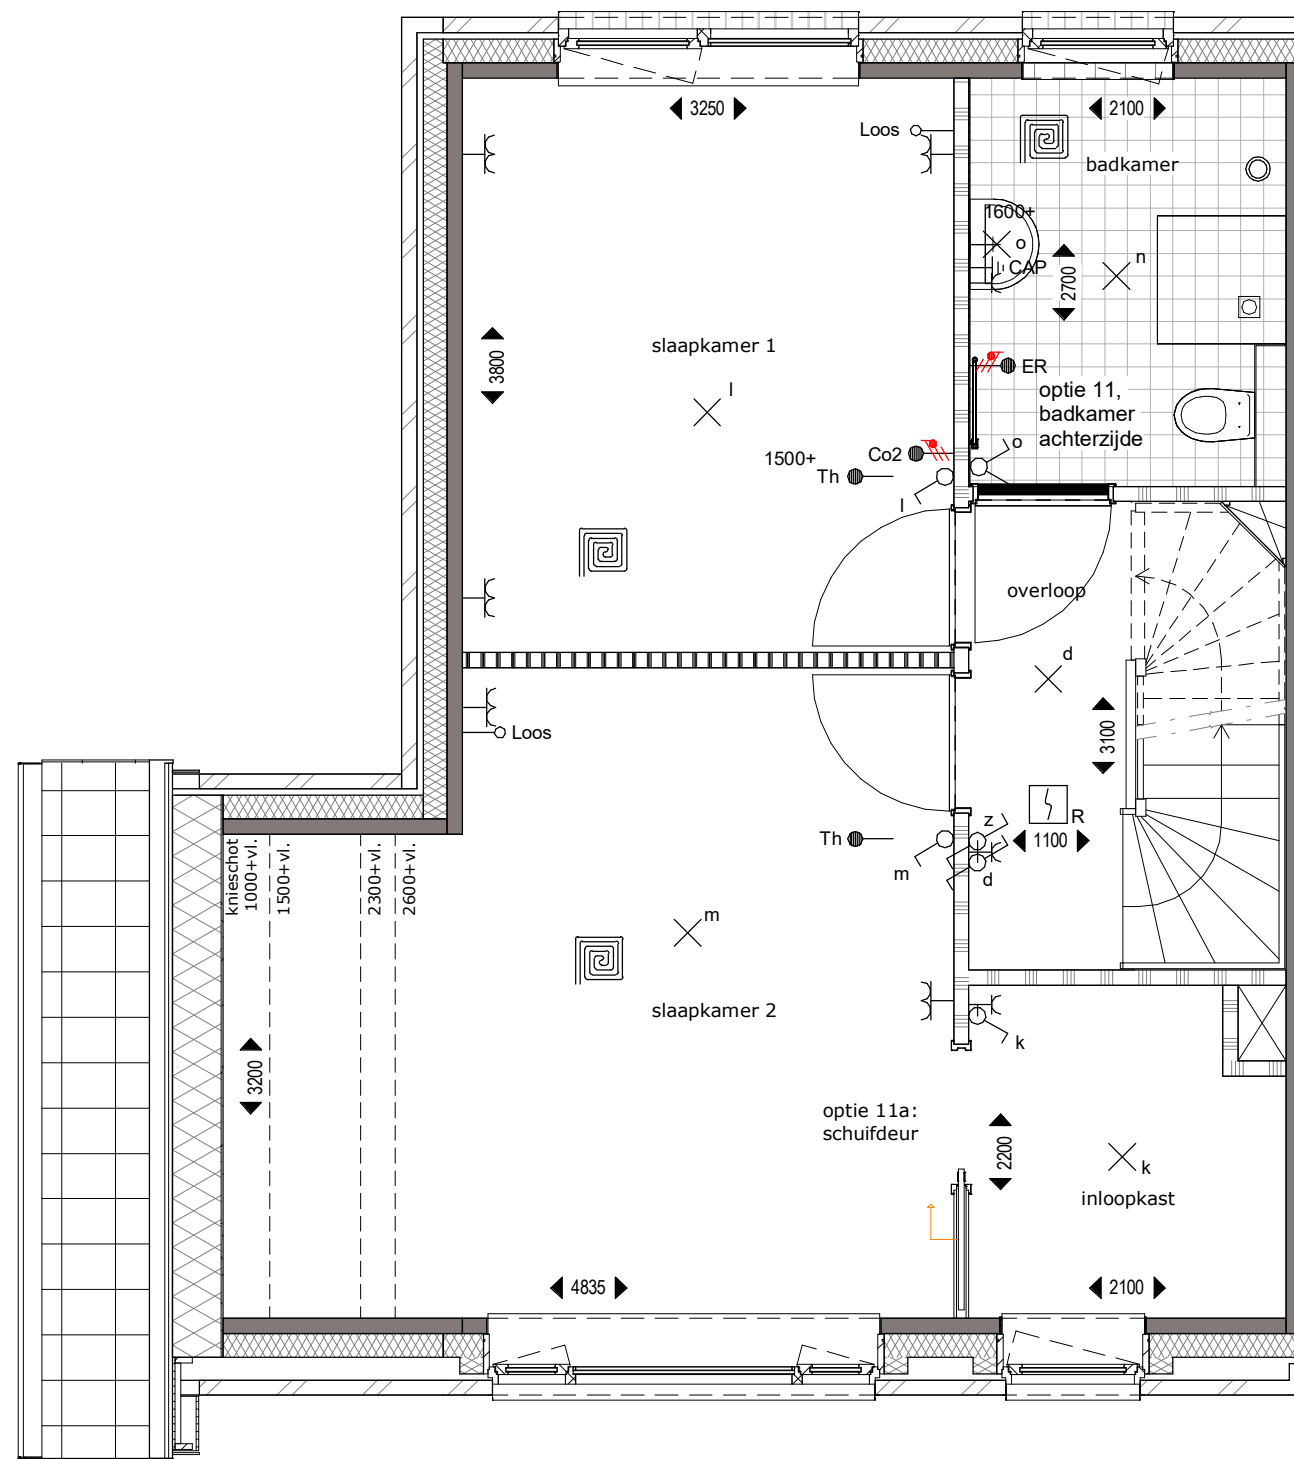 3250
2100
Loos
badkamer
1600+
o
CAP
n
2700
slaapkamer 1
3800
l
ER
optie 11,
badkamer
achterzijde
o
Co2
1500+
Th
l
overloop
d
3100
Loos
R
z
1100
Th
m
d
knieschot
1000+vl.
1500+vl.
2300+vl.
2600+vl.
m
slaapkamer 2
k
3200
optie 11a:
schuifdeur
2200
k
inloopkast
4835
2100